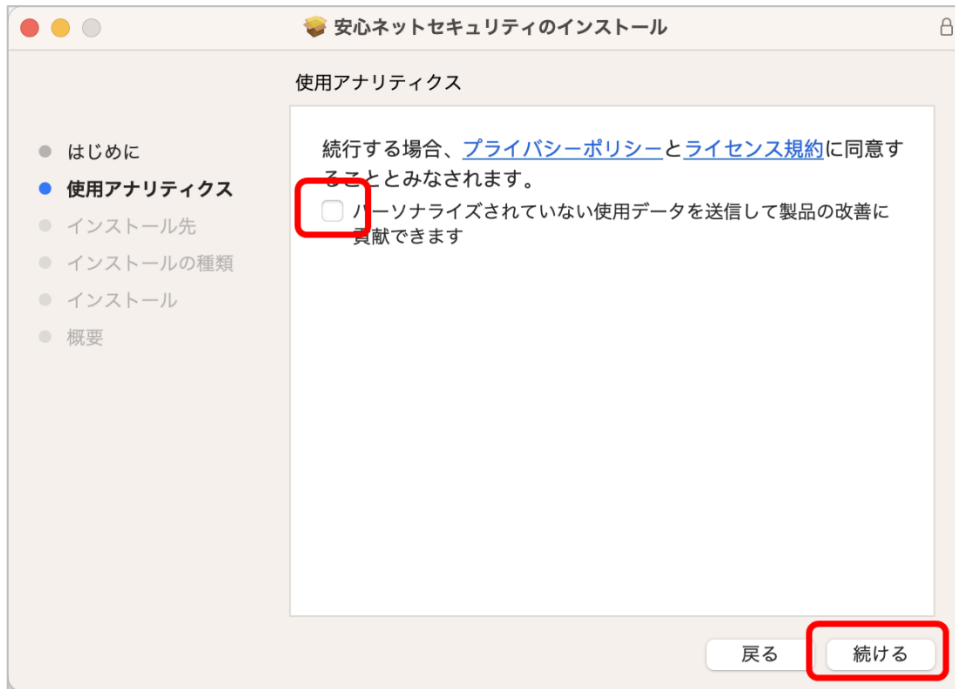 安心ネットセキュリティのインストール
使用アナリティクス
はじめに
使用アナリティクス
インストール先
インストールの種類
インストール
概要
続行する場合、プライバシーポリシーとライセンス規約に同意す
ることとみなされます。
パーソナライズされていない使用データを送信して製品の改善に
貢献できます
戻る
続ける